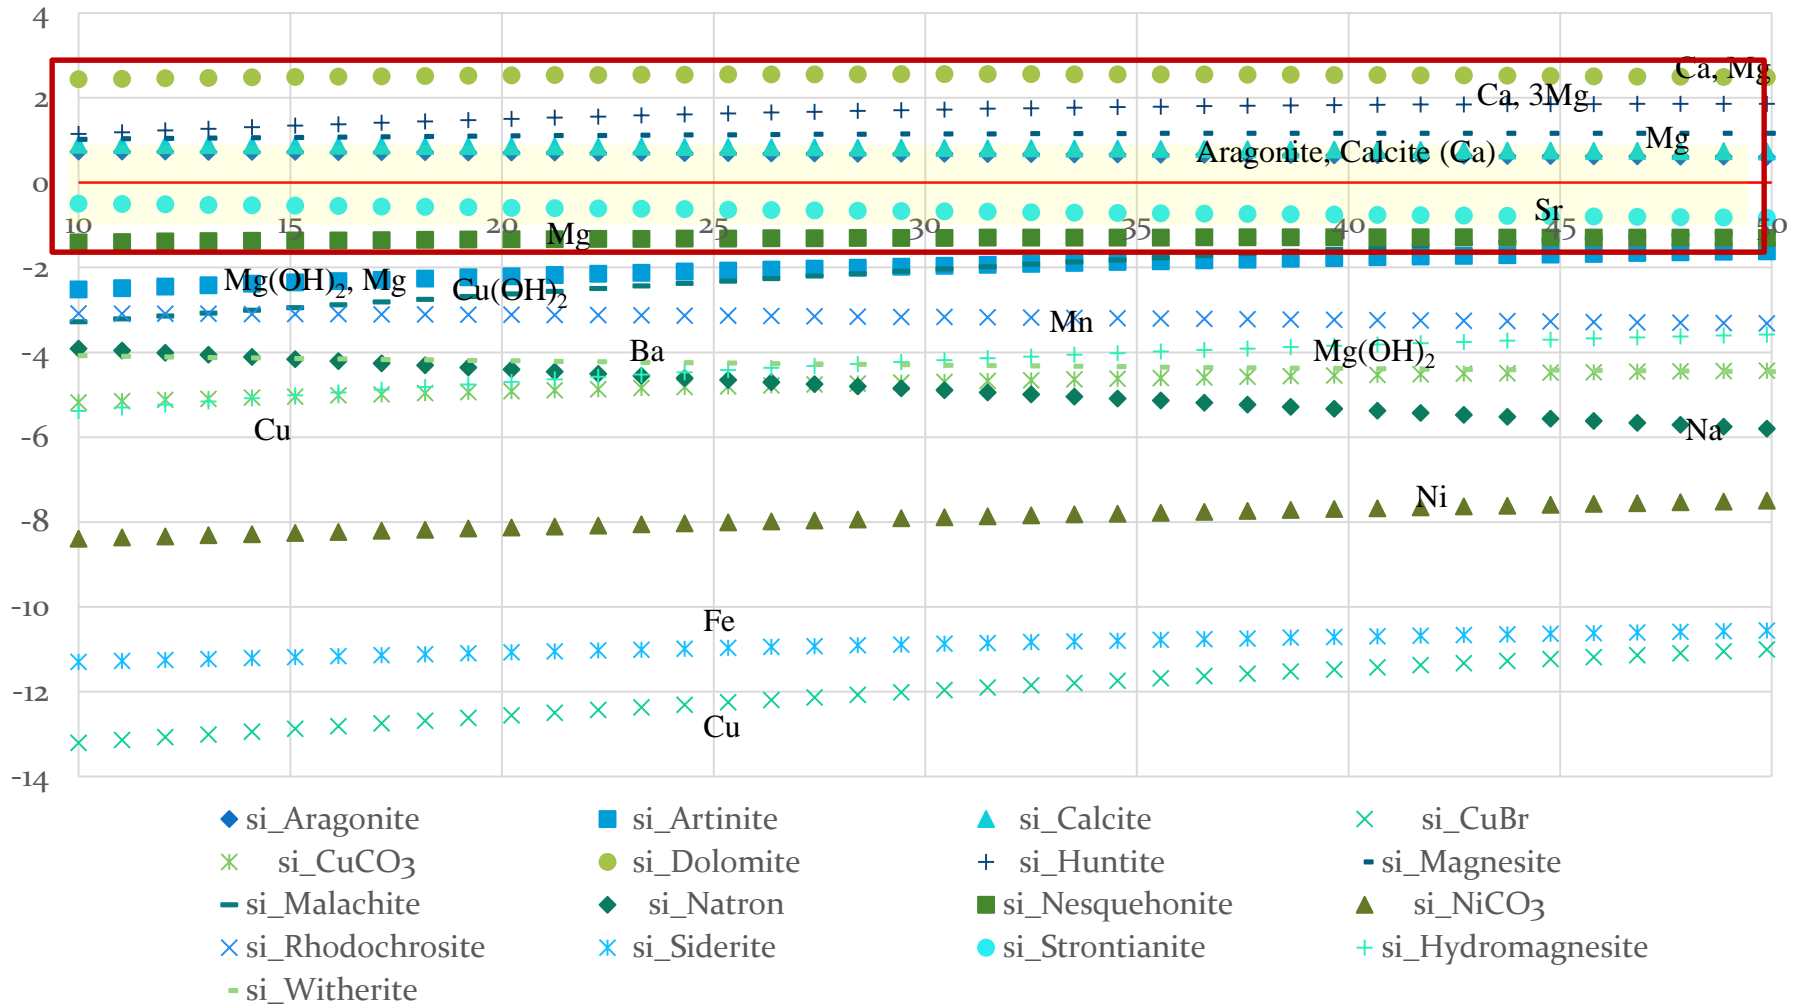 4
Ca, Mg
2
Ca, 3Mg
Mg
Aragonite, Calcite (Ca)
0
Sr
10 15 20 25 30 35 40 45 50
Mg
-2
Mg(OH)2, Mg
Cu(OH)2
Mn
Ba
Mg(OH)2
-4
Cu
Na
-6
Ni
-8
-10
Fe
-12
Cu
-14
si_Aragonite si_Artinite si_Calcite si_CuBr
si_CuCO3 si_Dolomite si_Huntite si_Magnesite
si_Malachite si_Natron si_Nesquehonite si_NiCO3
si_Rhodochrosite si_Siderite si_Strontianite si_Hydromagnesite
si_Witherite